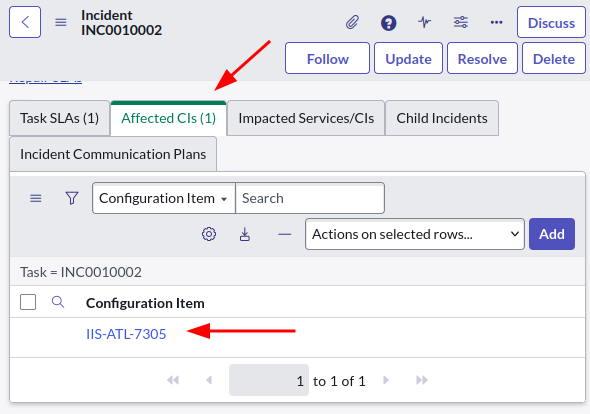 Incident
INC0010002
Discuss
Follow
Update
Resolve
Delete
Repair SLAs
Task SLAs (1)
Affected CIs (1)
Impacted Services/CIs
Child Incidents
Incident Communication Plans
Configuration Item
Search
Actions on selected rows...
Add
Task = INC0010002
Configuration Item
IIS-ATL-7305
1 to 1 of 1